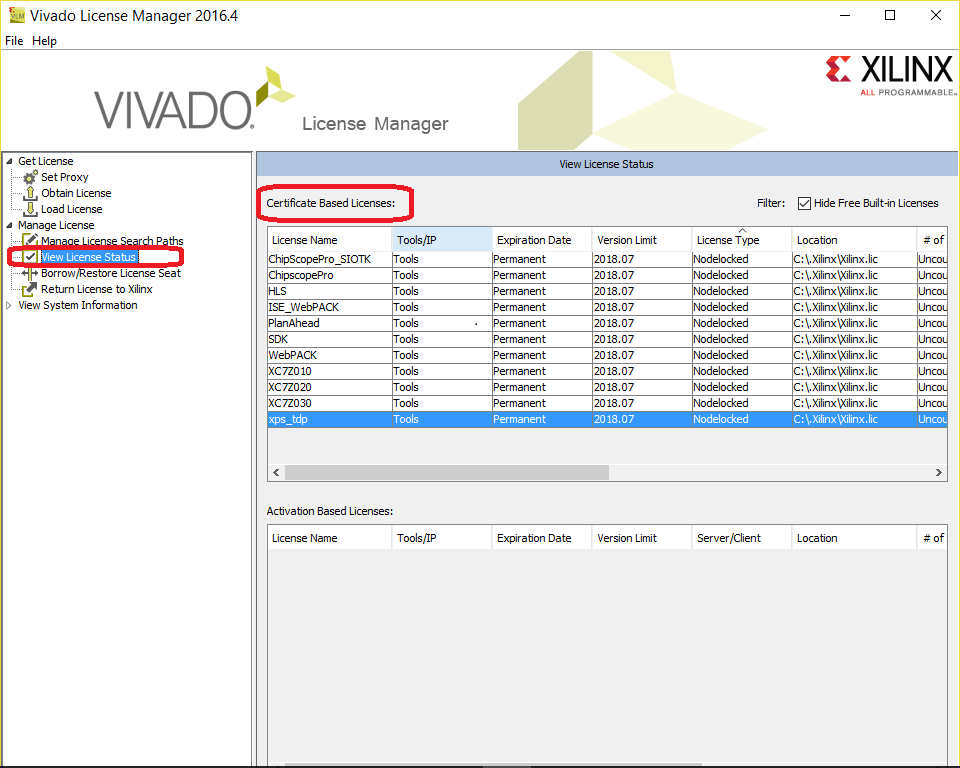 VLM Vivado License Manager 2016.4
File Help
VIVADO. License Manager
XILINX
ALL PROGRAMMABLE™
Get License
Set Proxy
Obtain License
Load License
Manage License
Manage License Search Paths
View License Status
Borrow/Restore License Seat
Return License to Xilinx
View System Information
View License Status
Certificate Based Licenses: Filter: Hide Free Built-in Licenses
License Name Tools/IP Expiration Date Version Limit License Type Location # of
ChipScopePro_SIOTK Tools Permanent 2018.07 Nodelocked C:\.Xilinx\Xilinx.lic Uncou
ChipscopePro Tools Permanent 2018.07 Nodelocked C:\.Xilinx\Xilinx.lic Uncou
HLS Tools Permanent 2018.07 Nodelocked C:\.Xilinx\Xilinx.lic Uncou
ISE_WebPACK Tools Permanent 2018.07 Nodelocked C:\.Xilinx\Xilinx.lic Uncou
PlanAhead Tools Permanent 2018.07 Nodelocked C:\.Xilinx\Xilinx.lic Uncou
SDK Tools Permanent 2018.07 Nodelocked C:\.Xilinx\Xilinx.lic Uncou
WebPACK Tools Permanent 2018.07 Nodelocked C:\.Xilinx\Xilinx.lic Uncou
XC7Z010 Tools Permanent 2018.07 Nodelocked C:\.Xilinx\Xilinx.lic Uncou
XC7Z020 Tools Permanent 2018.07 Nodelocked C:\.Xilinx\Xilinx.lic Uncou
XC7Z030 Tools Permanent 2018.07 Nodelocked C:\.Xilinx\Xilinx.lic Uncou
xps_tdp Tools Permanent 2018.07 Nodelocked C:\.Xilinx\Xilinx.lic Uncou
Activation Based Licenses:
License Name Tools/IP Expiration Date Version Limit Server/Client Location # of